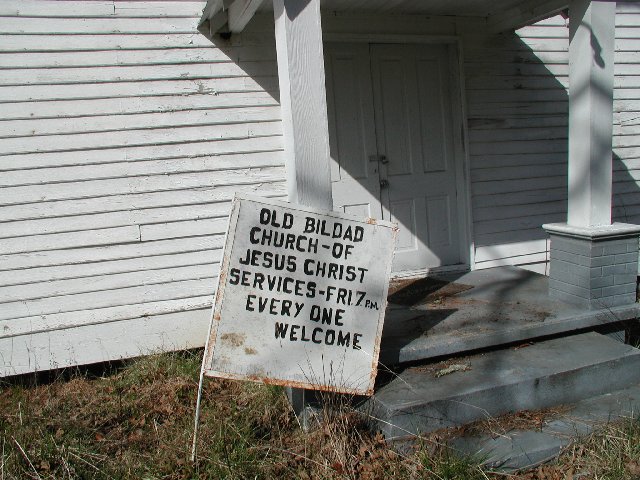 OLD BILDAD
CHURCH-OF
JESUS CHRIST
SERVICES-FRI.7P.M.
EVERY ONE
WELCOME